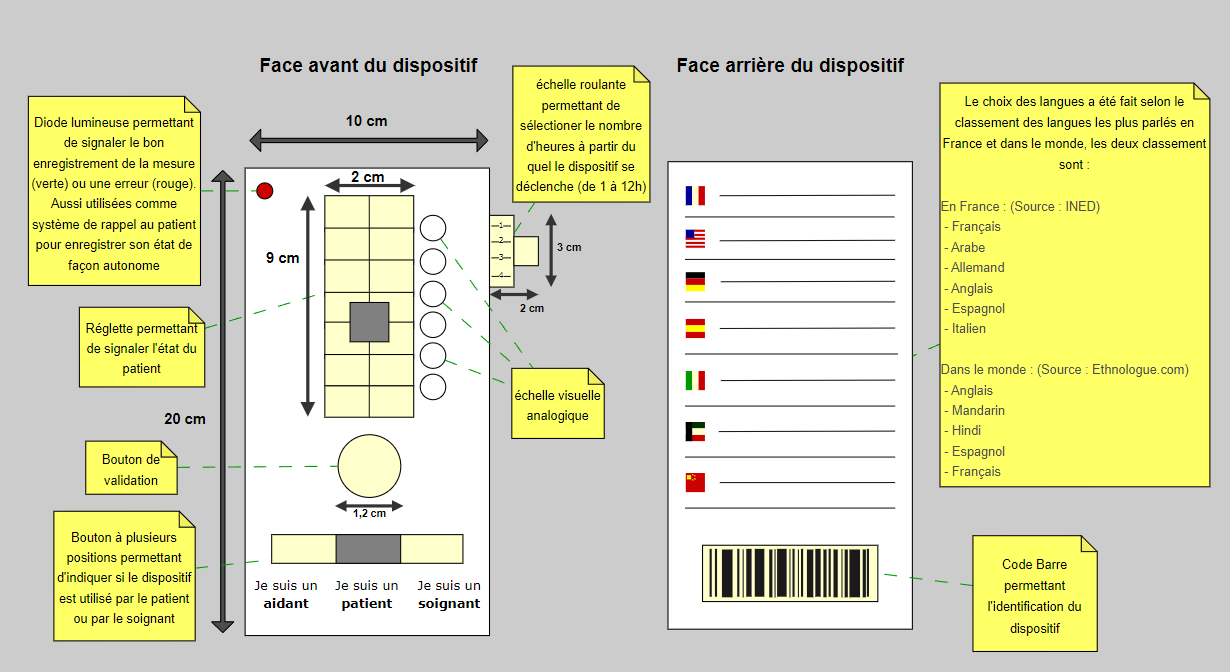 Face avant du dispositif
Face arrière du dispositif
Diode lumineuse permettant
de signaler le bon
enregistrement de la mesure
(verte) ou une erreur (rouge).
Aussi utilisées comme
système de rappel au patient
pour enregistrer son état de
façon autonome
10 cm
échelle roulante
permettant de
sélectioner le nombre
d'heures à partir du
quel le dispositif se
déclenche (de 1 à 12h)
2 cm
9 cm
1
2
3
4
3 cm
2 cm
Réglette permettant
de signaler l'état du
patient
20 cm
échelle visuelle
analogique
Bouton de
validation
1,2 cm
Bouton à plusieurs
positions permettant
d'indiquer si le dispositif
est utilisé par le patient
ou par le soignant
Je suis un
aidant
Je suis un
patient
Je suis un
soignant
Le choix des langues a été fait selon le
classement des langues les plus parlés en
France et dans le monde, les deux classement
sont :
En France : (Source : INED)
- Français
- Arabe
- Allemand
- Anglais
- Espagnol
- Italien
Dans le monde : (Source : Ethnologue.com)
- Anglais
- Mandarin
- Hindi
- Espagnol
- Français
Code Barre
permettant
l'identification du
dispositif